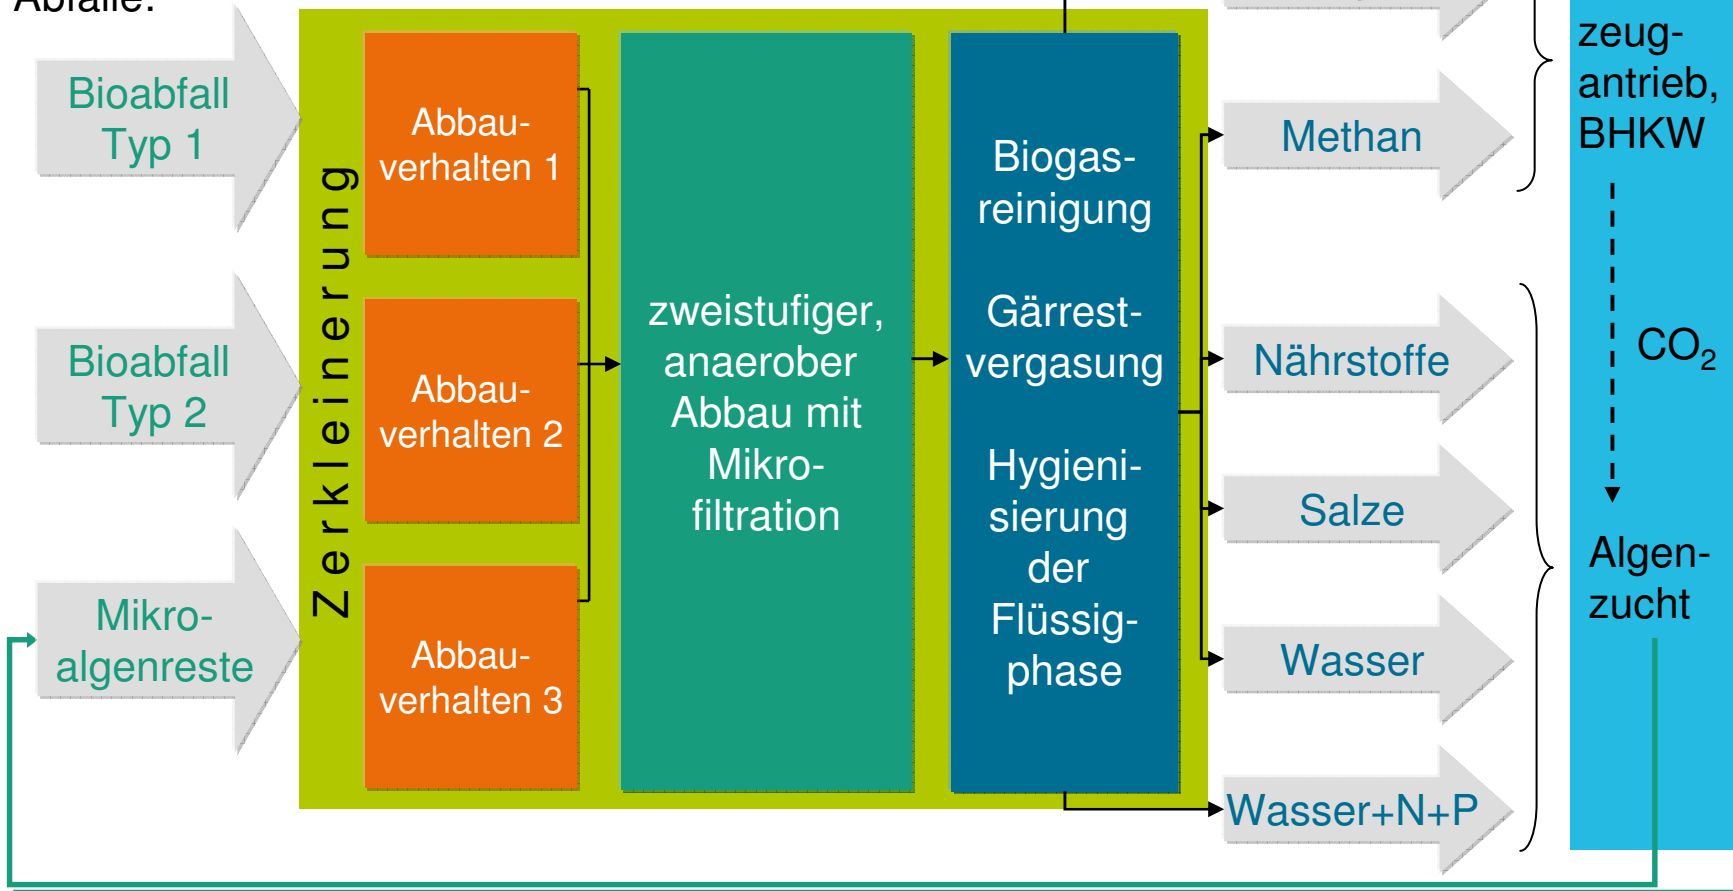 Abfälle:
Bioabfall
Typ 1
Bioabfall
Typ 2
Mikro-
algenreste
Zerkleinerung
Abbau-
verhalten 1
Abbau-
verhalten 2
Abbau-
verhalten 3
zweistufiger,
anaerober
Abbau mit
Mikro-
filtration
Biogas-
reinigung
Gärrest-
vergasung
Hygieni-
sierung
der
Flüssig-
phase
Methan
Nährstoffe
Salze
Wasser
Wasser+N+P
zeug-
antrieb,
BHKW
CO₂
Algen-
zucht